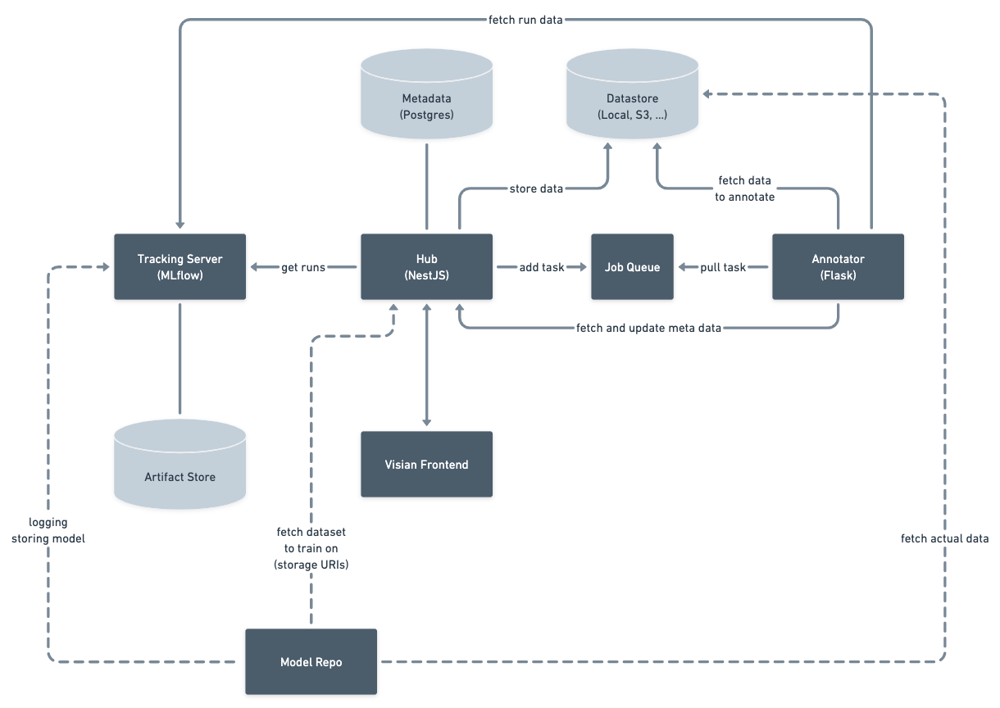 fetch run data
Metadata
(Postgres)
Datastore
(Local, S3, ...)
store data
fetch data
to annotate
Tracking Server
(MLflow)
get runs
Hub
(NestJS)
add task
Job Queue
pull task
Annotator
(Flask)
fetch and update meta data
Artifact Store
Visian Frontend
logging
storing model
fetch dataset
to train on
(storage URIs)
fetch actual data
Model Repo